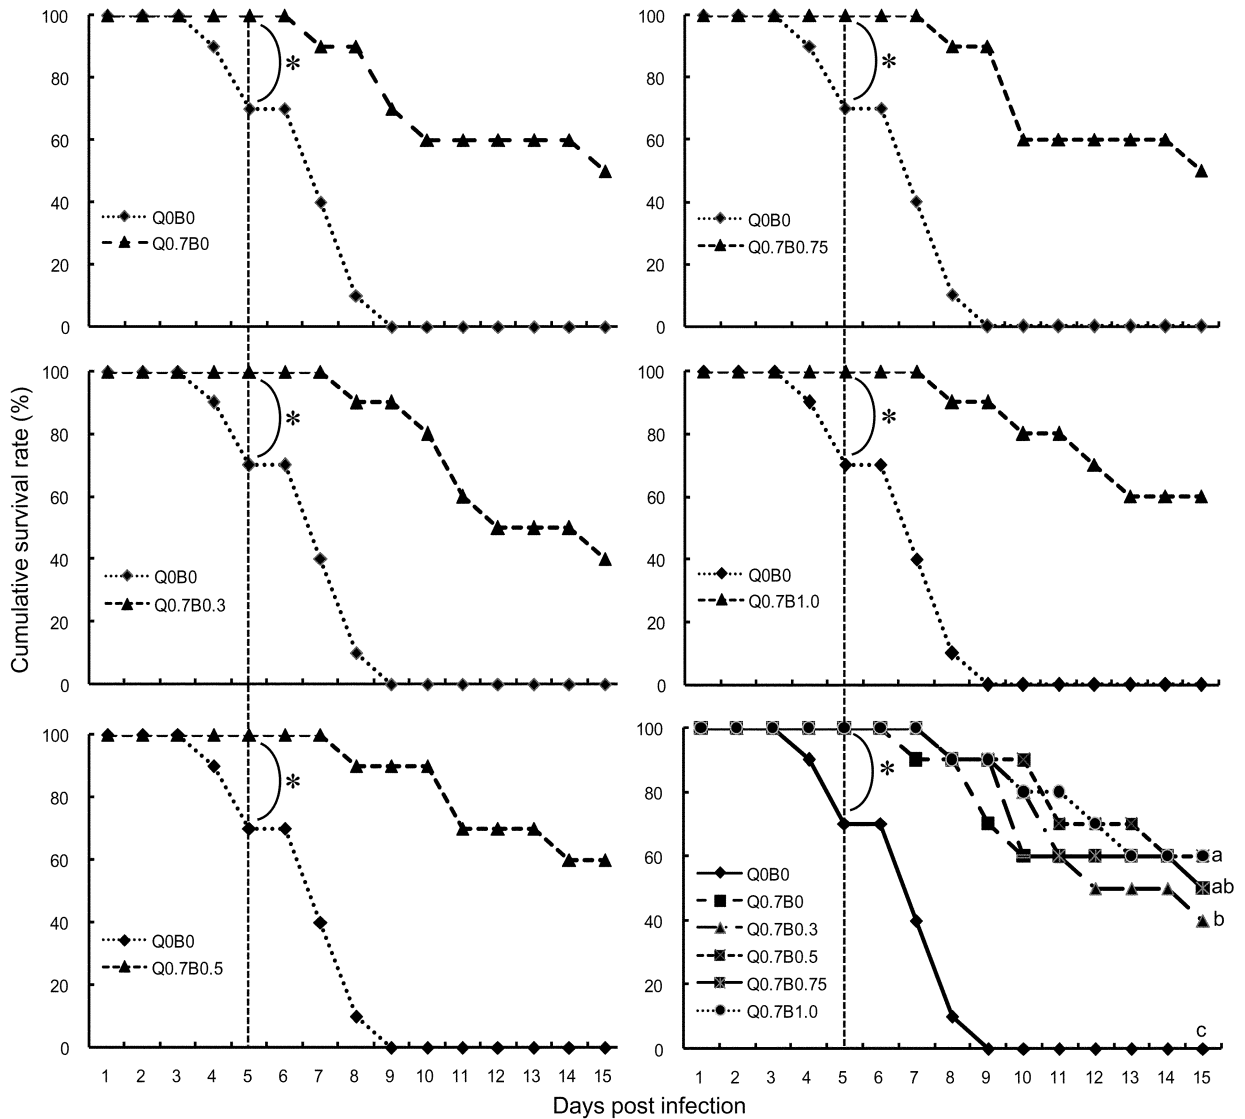 Cumulative survival rate (%)
100
80
60
40
20
0
*
Q0B0
Q0.7B0
100
80
60
40
20
0
*
Q0B0
Q0.7B0.75
100
80
60
40
20
0
*
Q0B0
Q0.7B0.3
100
80
60
40
20
0
*
Q0B0
Q0.7B1.0
100
80
60
40
20
0
*
Q0B0
Q0.7B0.5
1 2 3 4 5 6 7 8 9 10 11 12 13 14 15
100
80
60
40
20
0
*
a
ab
b
c
Q0B0
Q0.7B0
Q0.7B0.3
Q0.7B0.5
Q0.7B0.75
Q0.7B1.0
1 2 3 4 5 6 7 8 9 10 11 12 13 14 15
Days post infection